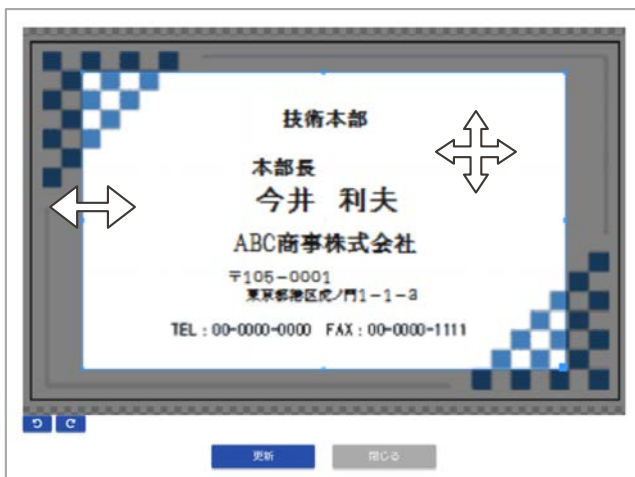 技術本部
本部長
今井 利夫
ABC商事株式会社
〒105-0001
東京都港区虎ノ門1-1-3
TEL:00-0000-0000 FAX:00-0000-1111
更新
閉じる